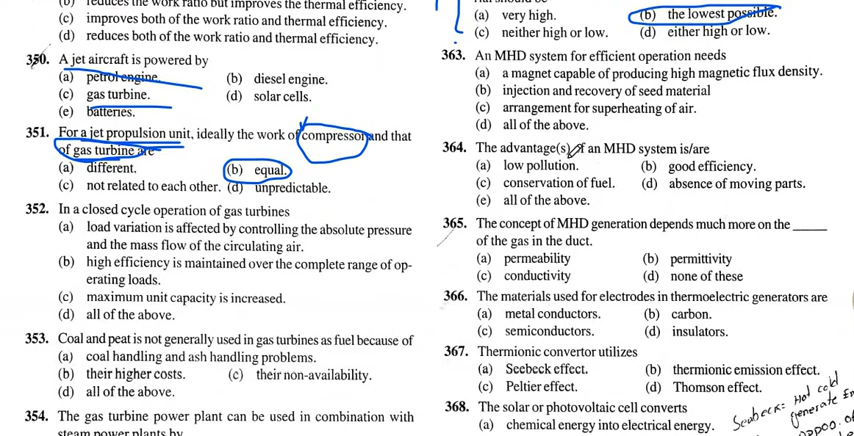 (b) reduces the work ratio but improves the thermal efficiency.
(c) improves both of the work ratio and thermal efficiency.
(d) reduces both of the work ratio and thermal efficiency.
350. A jet aircraft is powered by
(a) petrol engine.  (b) diesel engine.
(c) gas turbine.  (d) solar cells.
(e) batteries.
351. For a jet propulsion unit, ideally the work of compressor and that
of gas turbine are
(a) different.  (b) equal.
(c) not related to each other.  (d) unpredictable.
352. In a closed cycle operation of gas turbines
(a) load variation is affected by controlling the absolute pressure
and the mass flow of the circulating air.
(b) high efficiency is maintained over the complete range of op-
erating loads.
(c) maximum unit capacity is increased.
(d) all of the above.
353. Coal and peat is not generally used in gas turbines as fuel because of
(a) coal handling and ash handling problems.
(b) their higher costs.  (c) their non-availability.
(d) all of the above.
354. The gas turbine power plant can be used in combination with
steam power plants by
(a) very high.  (b) the lowest possible.
(c) neither high or low.  (d) either high or low.
363. An MHD system for efficient operation needs
(a) a magnet capable of producing high magnetic flux density.
(b) injection and recovery of seed material
(c) arrangement for superheating of air.
(d) all of the above.
364. The advantage(s) of an MHD system is/are
(a) low pollution.  (b) good efficiency.
(c) conservation of fuel.  (d) absence of moving parts.
(e) all of the above.
365. The concept of MHD generation depends much more on the _____
of the gas in the duct.
(a) permeability  (b) permittivity
(c) conductivity  (d) none of these
366. The materials used for electrodes in thermoelectric generators are
(a) metal conductors.  (b) carbon.
(c) semiconductors.  (d) insulators.
367. Thermionic convertor utilizes
(a) Seebeck effect.  (b) thermionic emission effect.
(c) Peltier effect.  (d) Thomson effect.
368. The solar or photovoltaic cell converts
(a) chemical energy into electrical energy.
Seebeck: Hot cold
generate